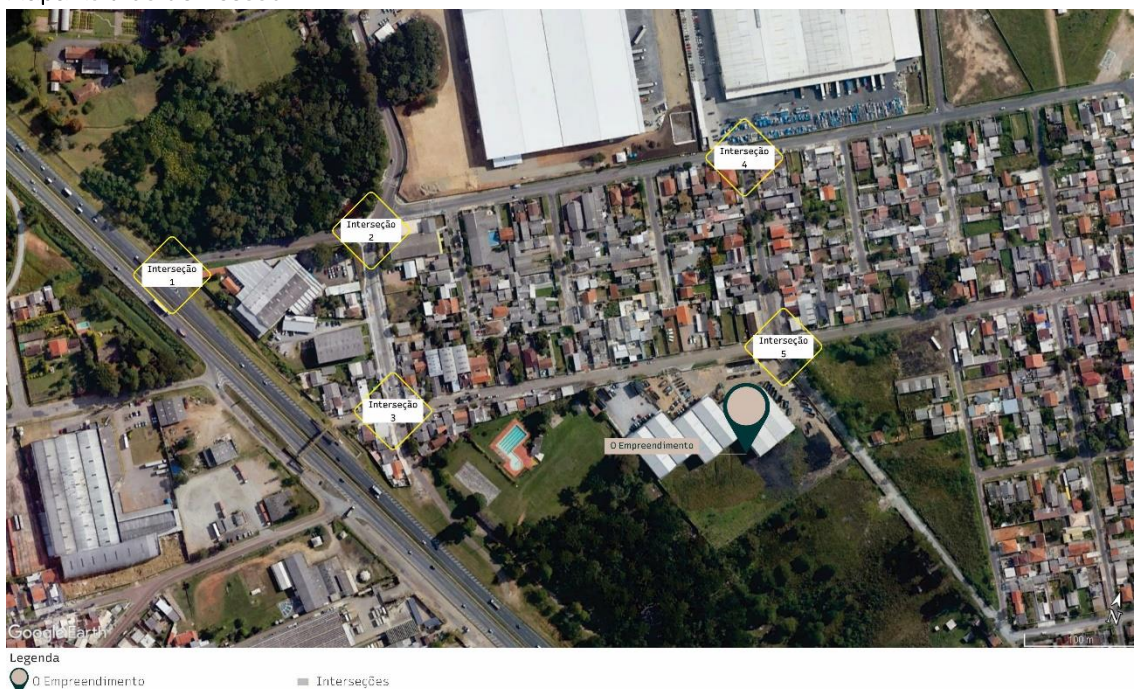 Interseção
4
Interseção
2
Interseção
1
Interseção
5
Interseção
3
O Empreendimento
Google Earth
100 m
N
Legenda
O Empreendimento
Interseções